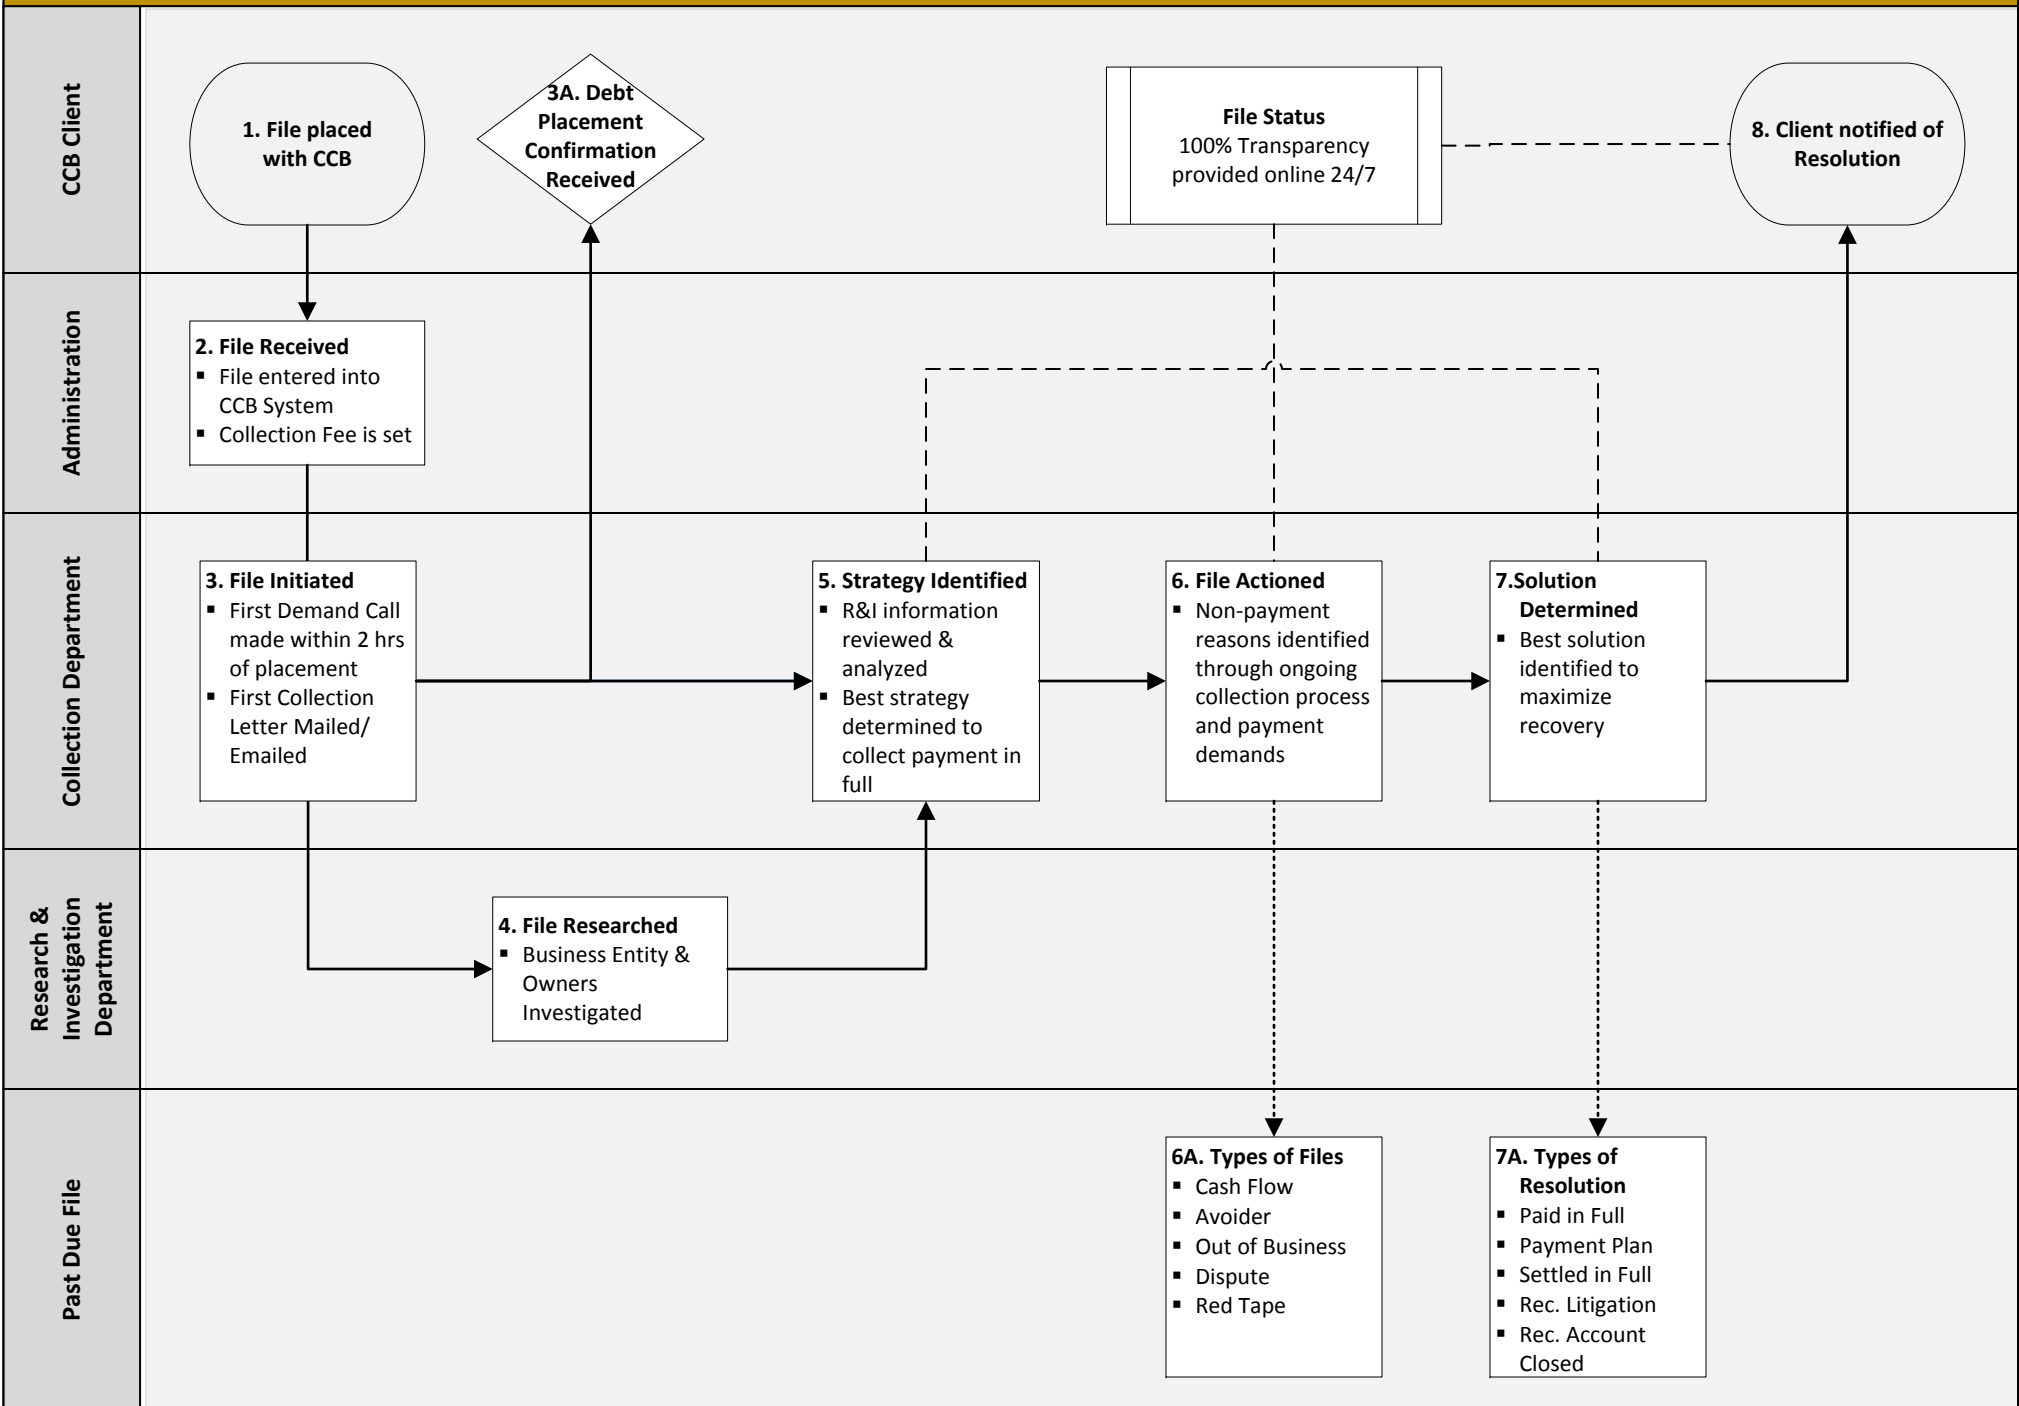 CCB Client
1. File placed
with CCB
3A. Debt
Placement
Confirmation
Received
File Status
100% Transparency
provided online 24/7
8. Client notified of
Resolution
Administration
2. File Received
▪ File entered into
CCB System
▪ Collection Fee is set
Collection Department
3. File Initiated
▪ First Demand Call
made within 2 hrs
of placement
▪ First Collection
Letter Mailed/
Emailed
5. Strategy Identified
▪ R&I information
reviewed &
analyzed
▪ Best strategy
determined to
collect payment in
full
6. File Actioned
▪ Non-payment
reasons identified
through ongoing
collection process
and payment
demands
7.Solution
Determined
▪ Best solution
identified to
maximize
recovery
Research &
Investigation
Department
4. File Researched
▪ Business Entity &
Owners
Investigated
Past Due File
6A. Types of Files
▪ Cash Flow
▪ Avoider
▪ Out of Business
▪ Dispute
▪ Red Tape
7A. Types of
Resolution
▪ Paid in Full
▪ Payment Plan
▪ Settled in Full
▪ Rec. Litigation
▪ Rec. Account
Closed